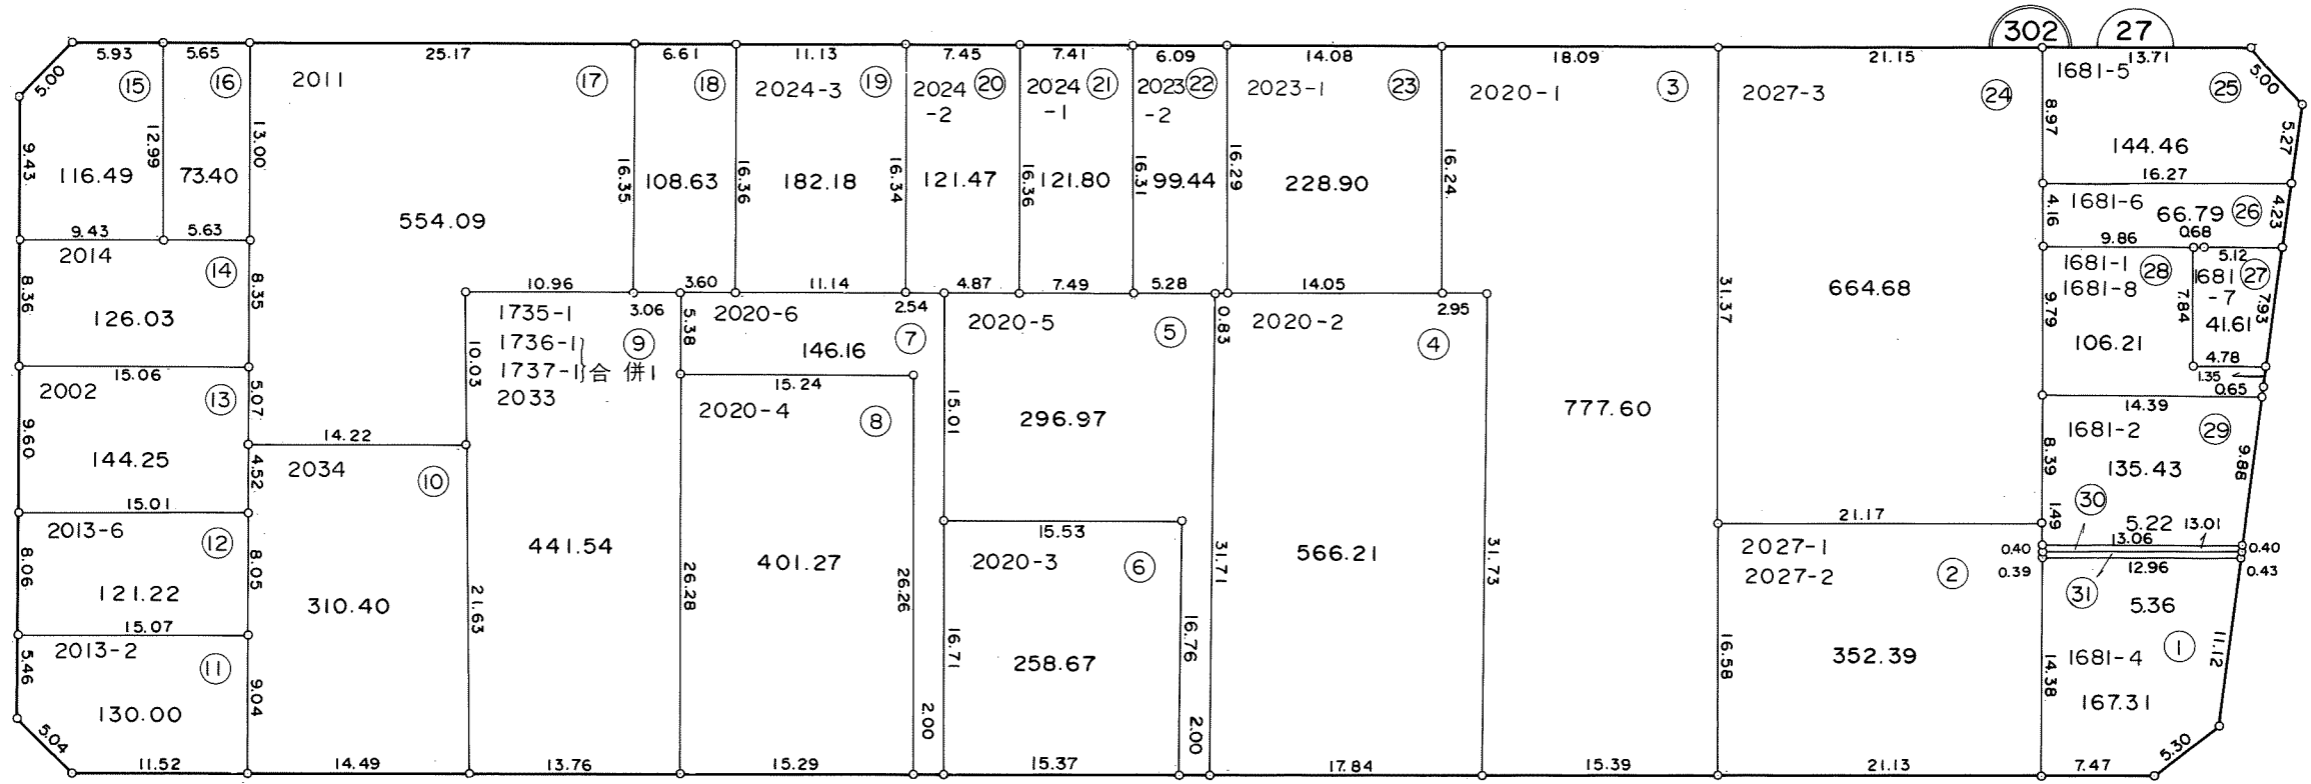 302 27
5.93 5.65 25.17 6.61 11.13 7.45 7.41 6.09 14.08 18.09 21.15 13.71
5.00 ⑮ ⑯ 2011 ⑰ ⑱ 2024-3 ⑲ 2024 ⑳ 2024 ㉑ 2023 ㉒ 2023-1 ㉓ 2020-1 ③ 2027-3 ㉔ 1681-5 ㉕ 5.00
-2 -1 -2
9.43 12.99 13.00 16.35 16.36 16.34 16.36 16.31 16.29 16.24 8.97 5.27
116.49 73.40 554.09 108.63 182.18 121.47 121.80 99.44 228.90 144.46
16.27
4.16 1681-6 66.79 ㉖ 4.23
9.43 5.63
9.86 0.68 5.12
2014 ⑭ 8.36 8.35 126.03
10.96 3.60 11.14 4.87 7.49 5.28 14.05
1681-1 ㉘ 1681 ㉗
1681-8 -7
31.37 664.68 9.79 7.84 7.93 41.61
106.21
4.78
1.35
0.65
14.39
1735-1 3.06 2020-6 2.54 2020-5 ⑤ 0.83 2020-2 2.95
1736-1 ⑨ 5.38 ⑦ ④
1737-1 合併1 146.16
2033
10.03
15.06 15.24
2002 ⑬ 5.07 2020-4 ⑧ 15.01 296.97 777.60 1681-2 ㉙
9.60 144.25 14.22 8.39 135.43 9.88
4.52 2034 ⑩
15.01 15.53 21.17 1.49 ㉚ 5.22 13.01
13.06
2013-6 ⑫ 441.54 401.27 2020-3 ⑥ 31.71 566.21 31.73 2027-1 0.40 0.40
2027-2 ② 0.39 12.96 0.43
8.06 8.05 121.22 310.40 21.63 26.28 26.26 ㉛ 5.36
15.07
2013-2 ⑪ 16.71 258.67 16.76 16.58 352.39 14.38 1681-4 ① 11.12
5.46 9.04
130.00 2.00 2.00 167.31
5.04 11.52 14.49 13.76 15.29 15.37 17.84 15.39 21.13 7.47 5.30